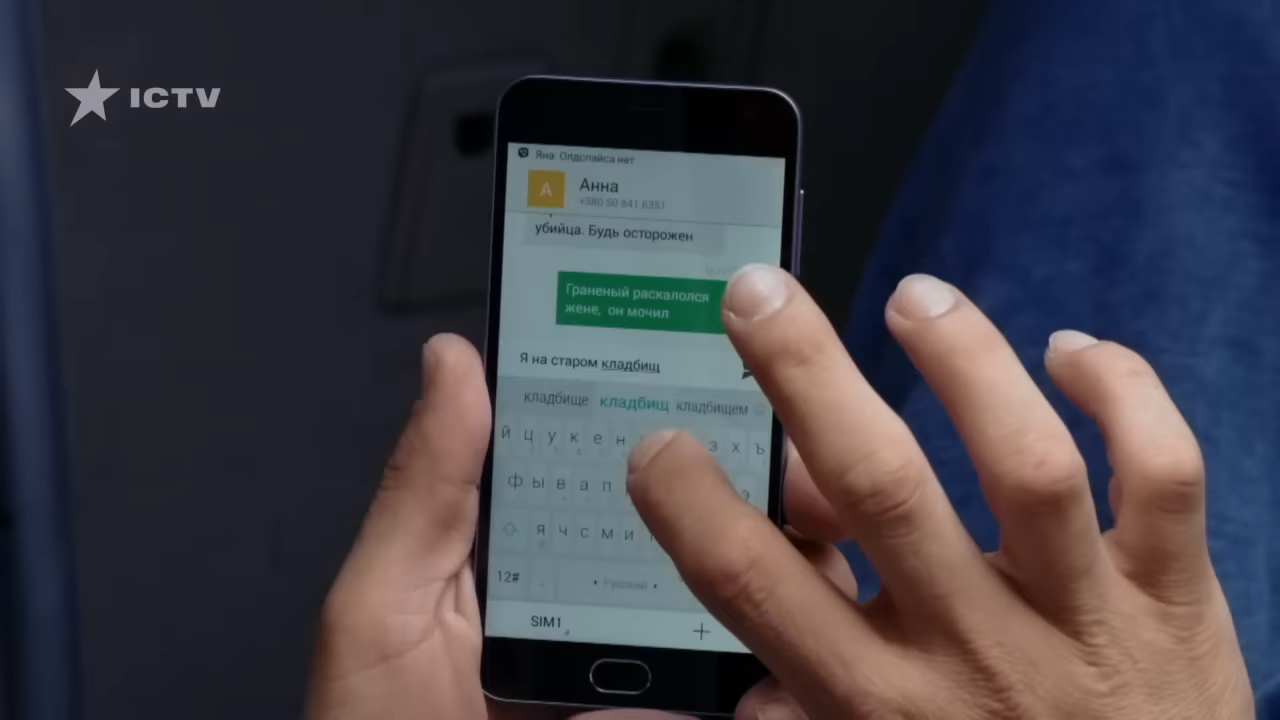 ICTV
Яна: Олдспайса нет
А
Анна
+380 50 841 6351
убийца. Будь осторожен
Граненый раскалолся
жене, он мочил
Я на старом кладбищ
кладбище кладбищ кладбищем
й ц у к е н з х ъ
ф ы в а п э
я ч с м и т
12# . • Русский •
SIM1 +